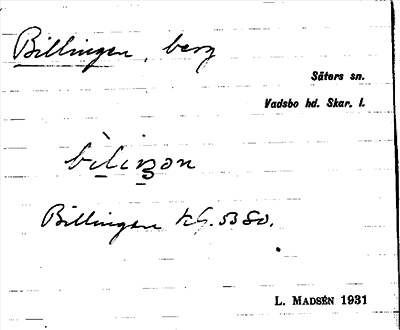 Billingen, berg
Säters sn.
Vadsbo hd. Skar. l.
Billingen
L. MADSÉN 1931